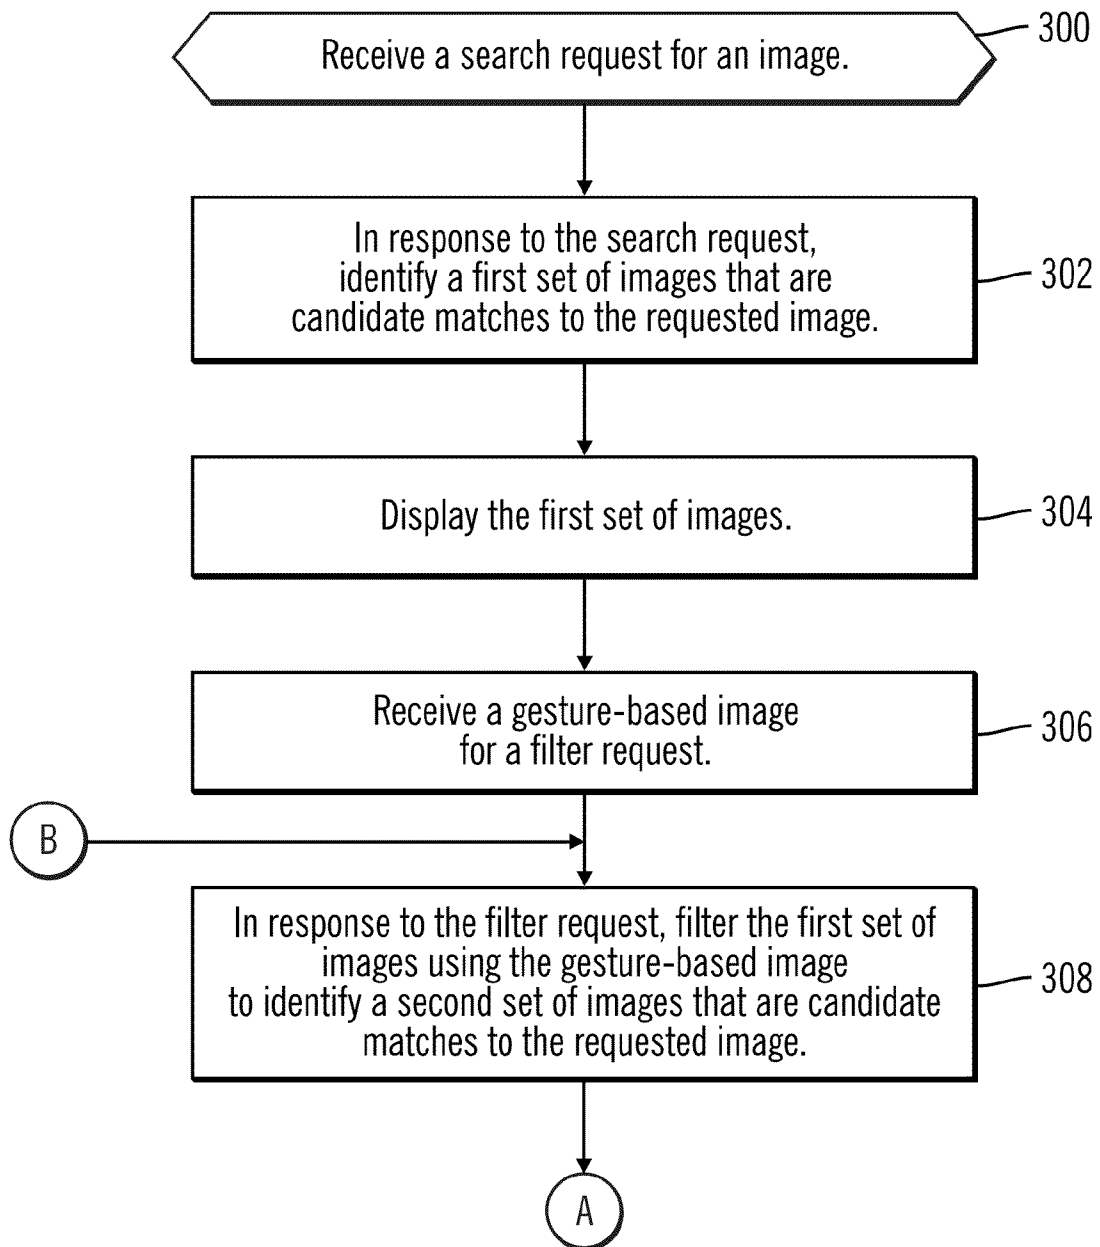 Receive a search request for an image.
300
In response to the search request,
identify a first set of images that are
candidate matches to the requested image.
302
Display the first set of images.
304
Receive a gesture-based image
for a filter request.
306
B
In response to the filter request, filter the first set of
images using the gesture-based image
to identify a second set of images that are candidate
matches to the requested image.
308
A